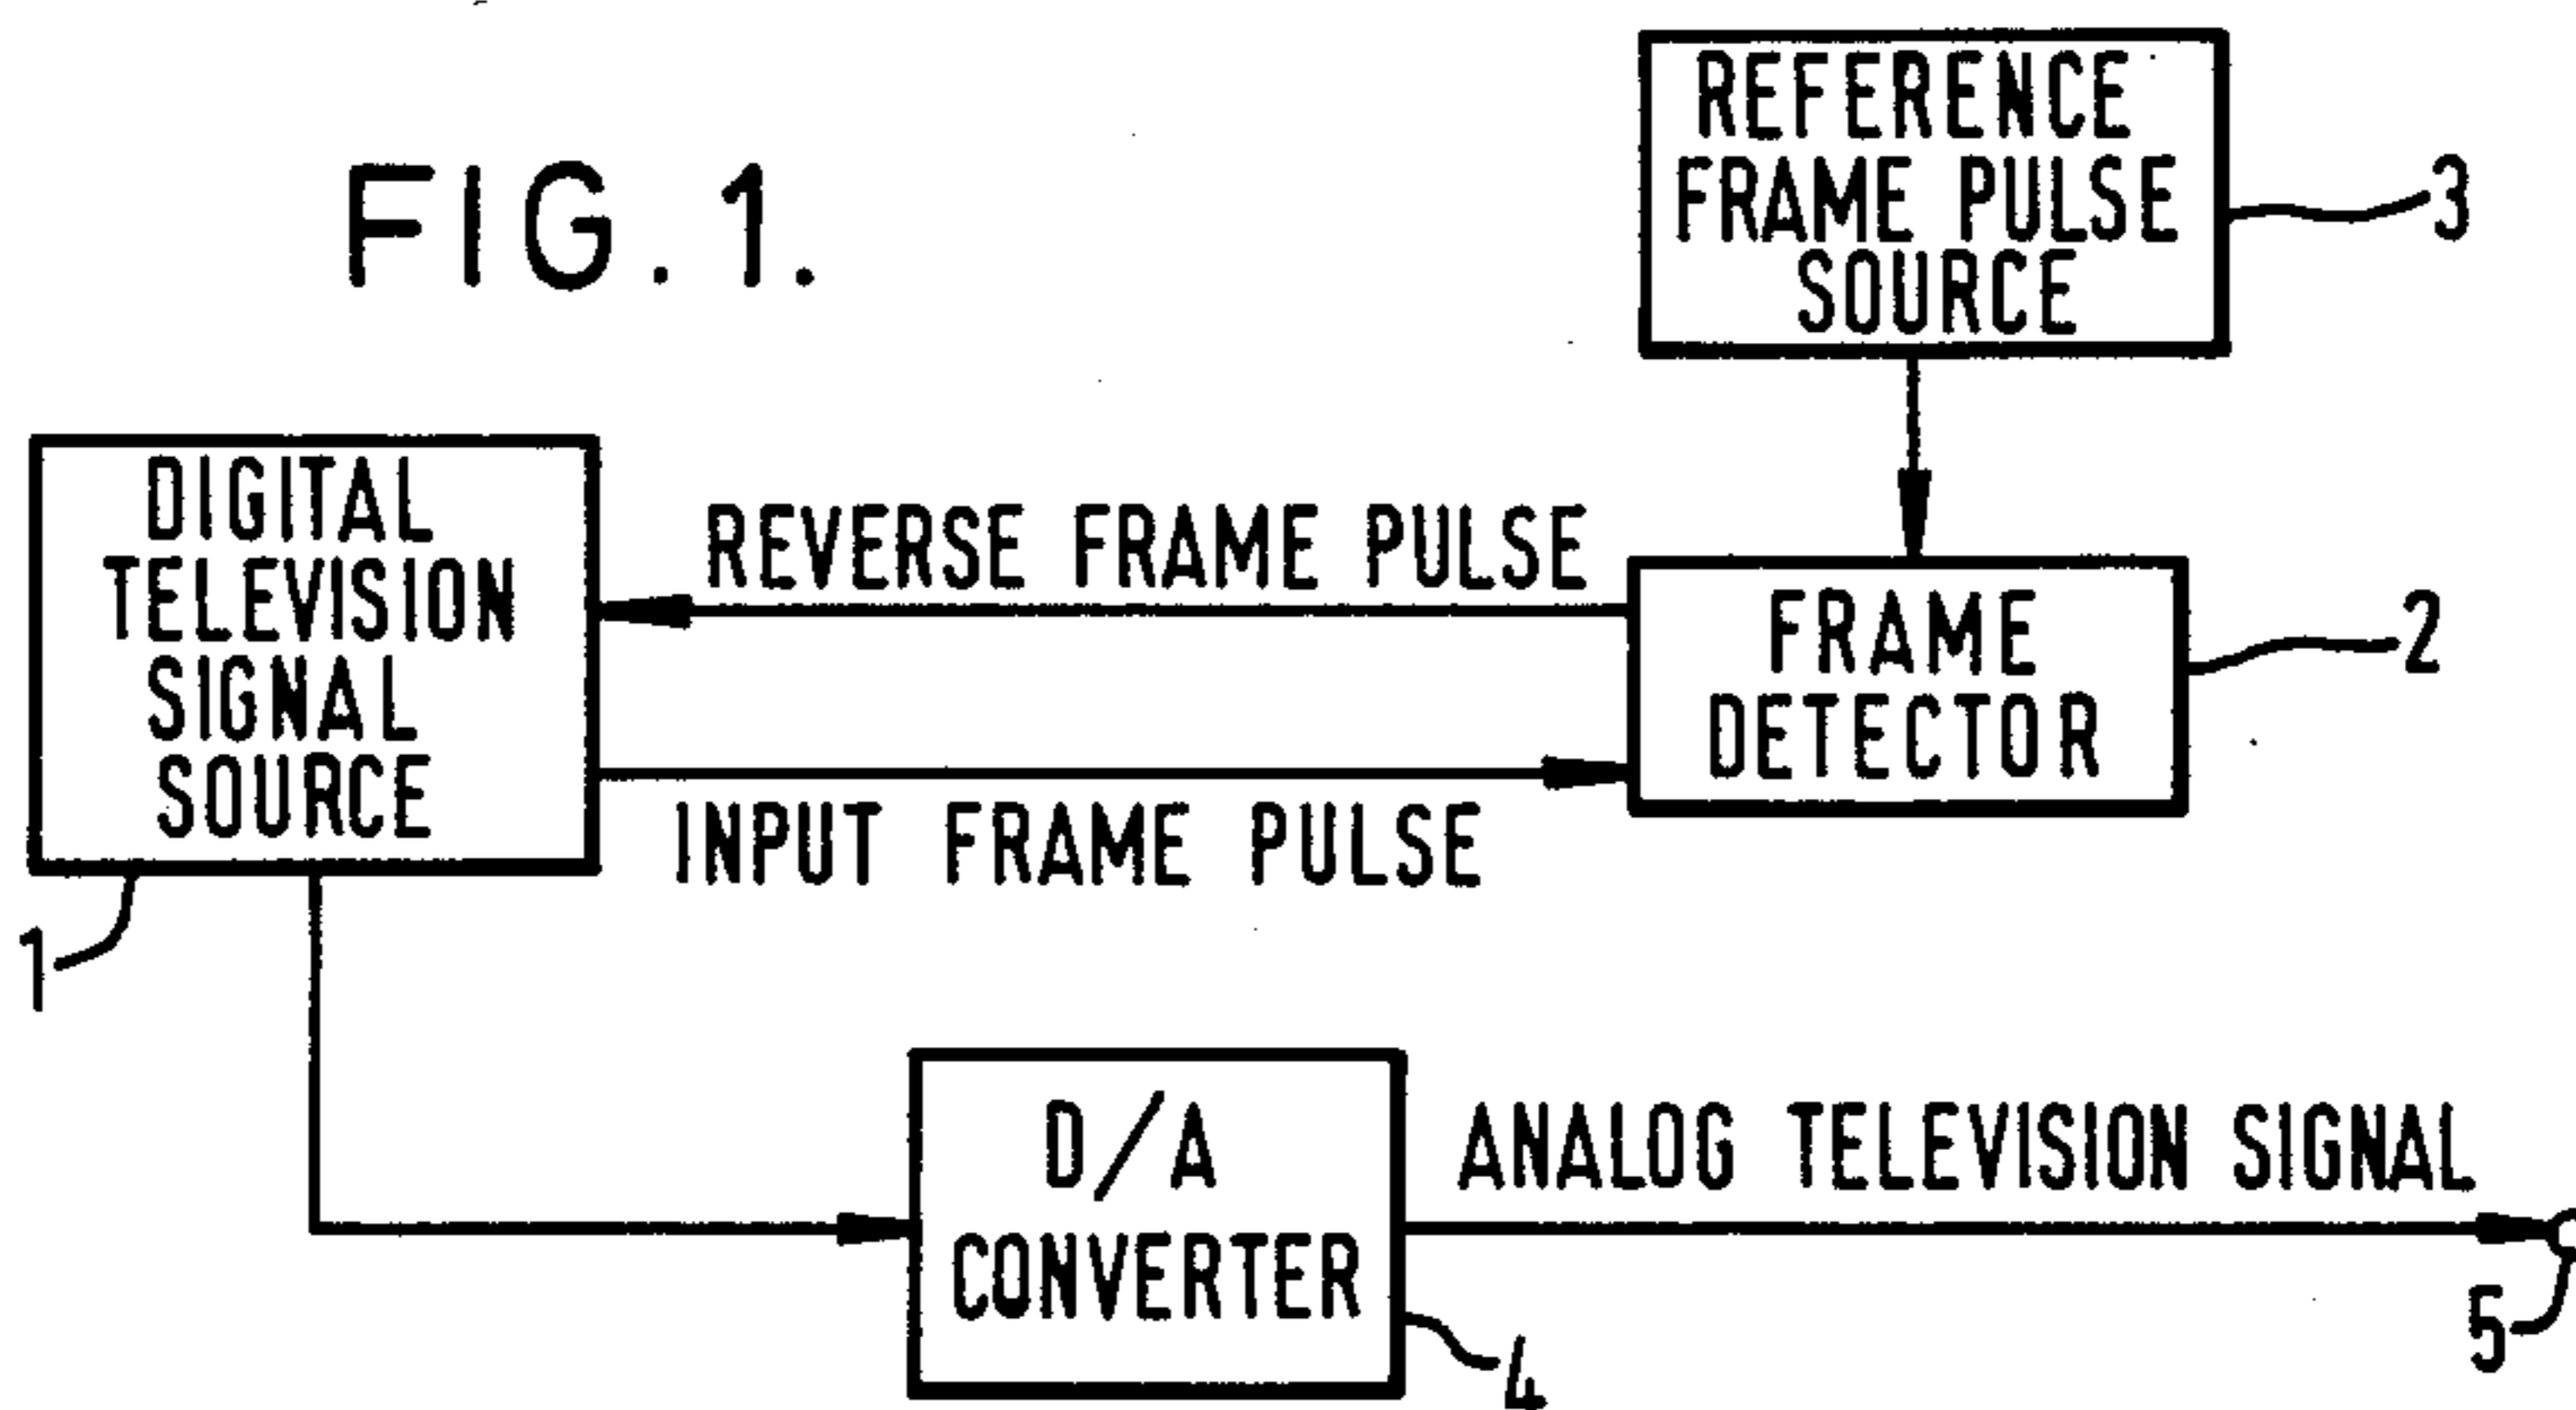 FIG. 1.
REFERENCE
FRAME PULSE
SOURCE
3
DIGITAL
TELEVISION
SIGNAL
SOURCE
1
REVERSE FRAME PULSE
INPUT FRAME PULSE
FRAME
DETECTOR
2
D/A
CONVERTER
4
ANALOG TELEVISION SIGNAL
5